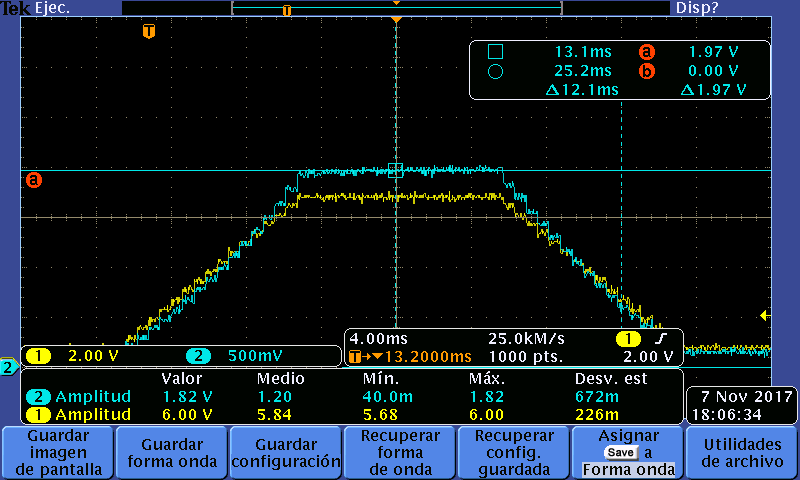 Tek Ejec. Disp?
T
T
13.1ms a 1.97 V
25.2ms b 0.00 V
Δ12.1ms Δ1.97 V
a
2
1 2.00 V 2 500mV
4.00ms 25.0kM/s 1
T→▼13.2000ms 1000 pts. 2.00 V
Valor Medio Mín. Máx. Desv. est
2 Amplitud 1.82 V 1.20 40.0m 1.82 672m
1 Amplitud 6.00 V 5.84 5.68 6.00 226m
7 Nov 2017
18:06:34
Guardar imagen de pantalla
Guardar forma onda
Guardar configuración
Recuperar forma de onda
Recuperar config. guardada
Asignar Save a Forma onda
Utilidades de archivo